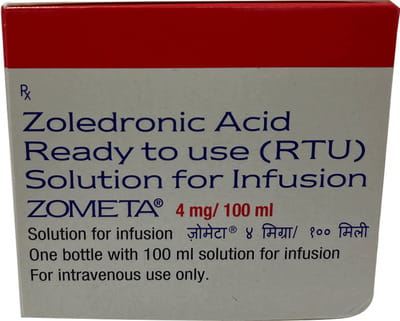 Rx
Zoledronic Acid
Ready to use (RTU)
Solution for Infusion
ZOMETA® 4 mg/ 100 ml
Solution for infusion ज़ोमेटा® ४ मिग्रा/ १०० मिली
One bottle with 100 ml solution for infusion
For intravenous use only.